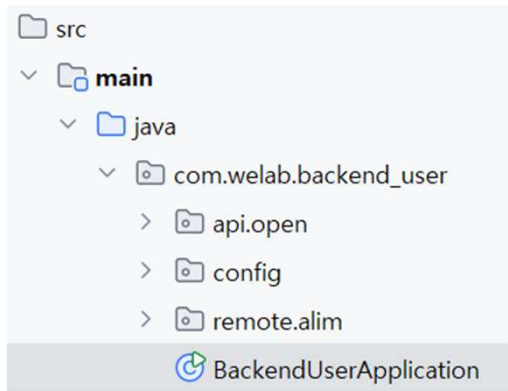 src
main
java
com.welab.backend_user
api.open
config
remote.alim
BackendUserApplication